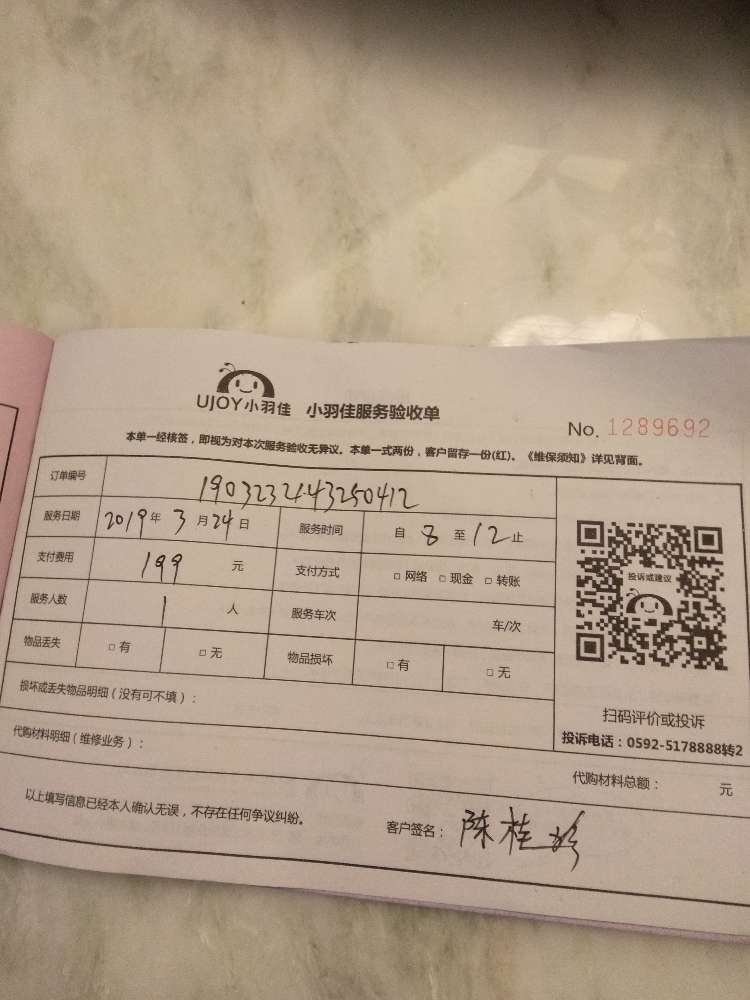 UJOY小羽佳 小羽佳服务验收单
No. 1289692
本单一经核签，即视为对本次服务验收无异议。本单一式两份，客户留存一份(红)。《维保须知》详见背面。
订单编号 1903232443250412
服务日期 2019年 3月24日 服务时间 自 8 至 12 止
支付费用 199 元 支付方式 □ 网络 □ 现金 □ 转账
服务人数 1 人 服务车次 车/次
物品丢失 □ 有 □ 无 物品损坏 □ 有 □ 无
投诉或建议
扫码评价或投诉
投诉电话：0592-5178888转2
损坏或丢失物品明细（没有可不填）：
代购材料明细（维修业务）：
代购材料总额： 元
以上填写信息已经本人确认无误，不存在任何争议纠纷。
客户签名： 陈桂珍